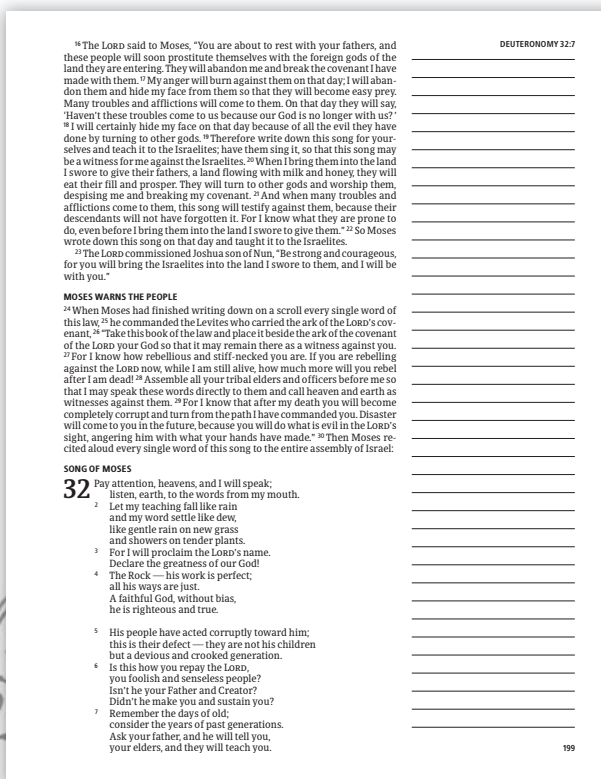 DEUTERONOMY 32:7
16 The LORD said to Moses, “You are about to rest with your fathers, and
these people will soon prostitute themselves with the foreign gods of the
land they are entering. They will abandon me and break the covenant I have
made with them. 17 My anger will burn against them on that day; I will aban-
don them and hide my face from them so that they will become easy prey.
Many troubles and afflictions will come to them. On that day they will say,
‘Haven’t these troubles come to us because our God is no longer with us?’
18 I will certainly hide my face on that day because of all the evil they have
done by turning to other gods. 19 Therefore write down this song for your-
selves and teach it to the Israelites; have them sing it, so that this song may
be a witness for me against the Israelites. 20 When I bring them into the land
I swore to give their fathers, a land flowing with milk and honey, they will
eat their fill and prosper. They will turn to other gods and worship them,
despising me and breaking my covenant. 21 And when many troubles and
afflictions come to them, this song will testify against them, because their
descendants will not have forgotten it. For I know what they are prone to
do, even before I bring them into the land I swore to give them.” 22 So Moses
wrote down this song on that day and taught it to the Israelites.
23 The LORD commissioned Joshua son of Nun, “Be strong and courageous,
for you will bring the Israelites into the land I swore to them, and I will be
with you.”
MOSES WARNS THE PEOPLE
24 When Moses had finished writing down on a scroll every single word of
this law, 25 he commanded the Levites who carried the ark of the LORD’s cov-
enant, 26 “Take this book of the law and place it beside the ark of the covenant
of the LORD your God so that it may remain there as a witness against you.
27 For I know how rebellious and stiff-necked you are. If you are rebelling
against the LORD now, while I am still alive, how much more will you rebel
after I am dead! 28 Assemble all your tribal elders and officers before me so
that I may speak these words directly to them and call heaven and earth as
witnesses against them. 29 For I know that after my death you will become
completely corrupt and turn from the path I have commanded you. Disaster
will come to you in the future, because you will do what is evil in the LORD’s
sight, angering him with what your hands have made.” 30 Then Moses re-
cited aloud every single word of this song to the entire assembly of Israel:
SONG OF MOSES
32 Pay attention, heavens, and I will speak;
listen, earth, to the words from my mouth.
2 Let my teaching fall like rain
and my word settle like dew,
like gentle rain on new grass
and showers on tender plants.
3 For I will proclaim the LORD’s name.
Declare the greatness of our God!
4 The Rock — his work is perfect;
all his ways are just.
A faithful God, without bias,
he is righteous and true.
5 His people have acted corruptly toward him;
this is their defect — they are not his children
but a devious and crooked generation.
6 Is this how you repay the LORD,
you foolish and senseless people?
Isn’t he your Father and Creator?
Didn’t he make you and sustain you?
7 Remember the days of old;
consider the years of past generations.
Ask your father, and he will tell you,
your elders, and they will teach you.
199